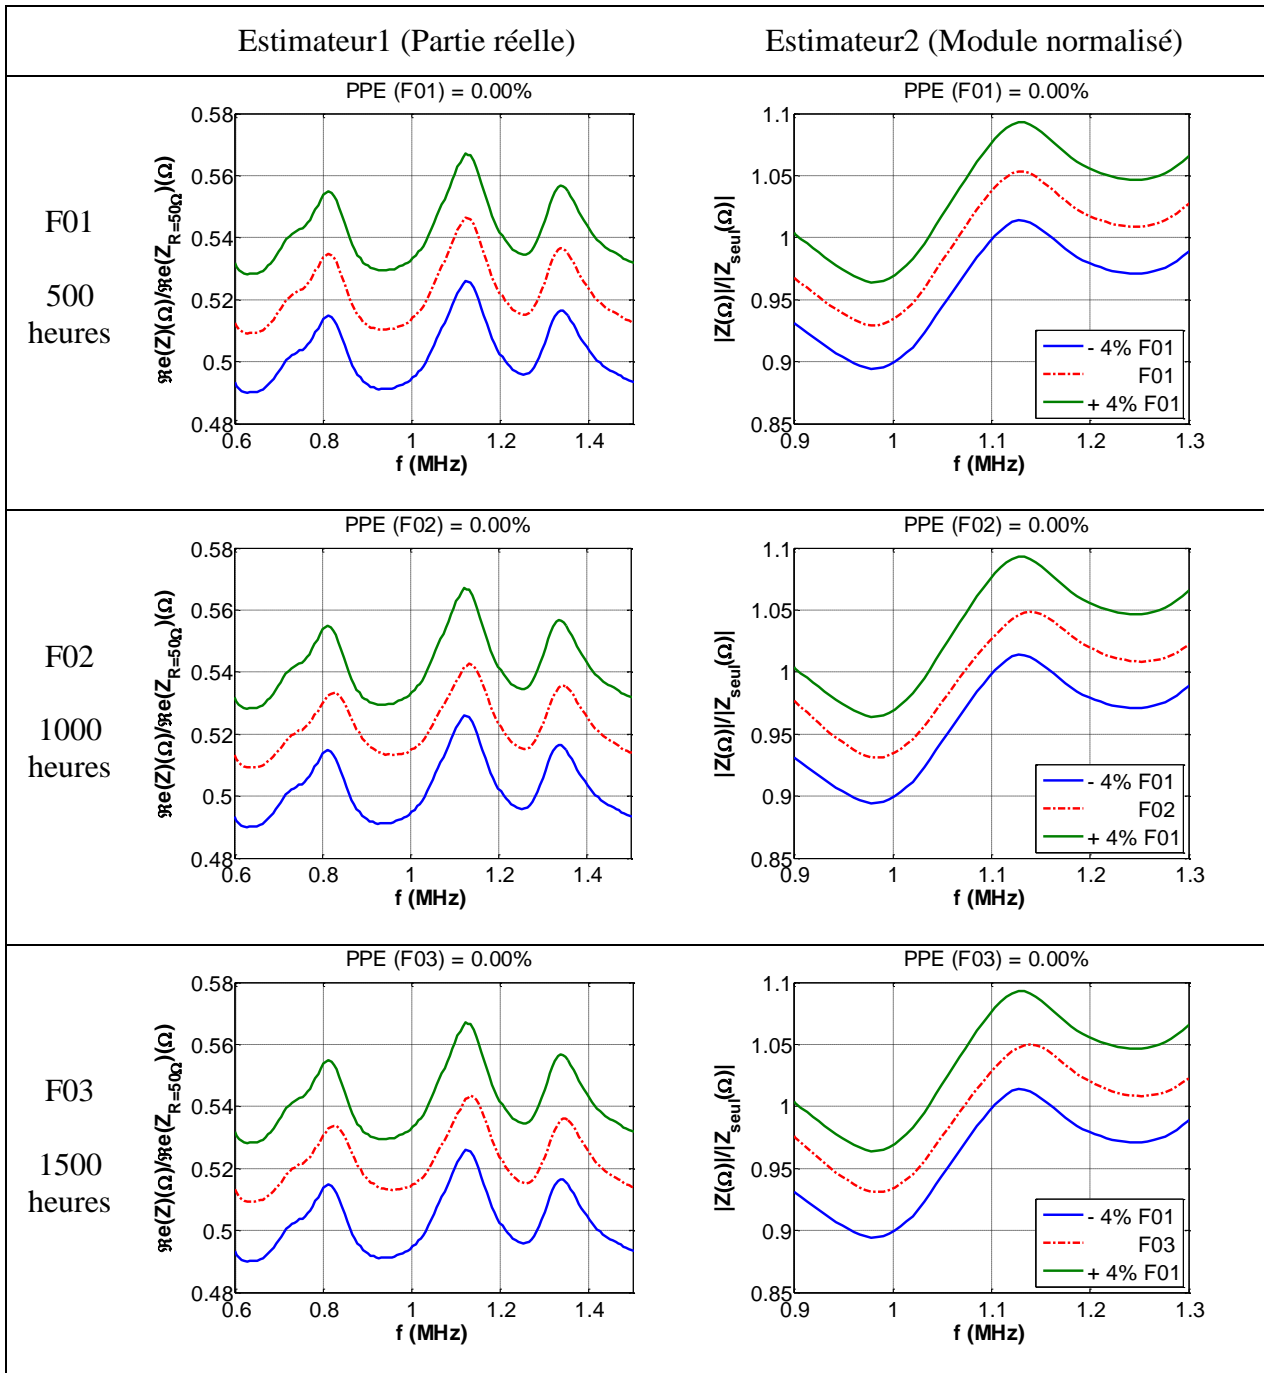 Estimateur1 (Partie réelle)
Estimateur2 (Module normalisé)
F01
500
heures
PPE (F01) = 0.00%
ℜe(Z)(Ω)/ℜe(Z_R=50Ω)(Ω)
0.58
0.56
0.54
0.52
0.5
0.48
0.6
0.8
1
1.2
1.4
f (MHz)
PPE (F01) = 0.00%
|Z(Ω)|/|Z_seul(Ω)|
1.1
1.05
1
0.95
0.9
0.85
0.9
1
1.1
1.2
1.3
f (MHz)
- 4% F01
F01
+ 4% F01
F02
1000
heures
PPE (F02) = 0.00%
ℜe(Z)(Ω)/ℜe(Z_R=50Ω)(Ω)
0.58
0.56
0.54
0.52
0.5
0.48
0.6
0.8
1
1.2
1.4
f (MHz)
PPE (F02) = 0.00%
|Z(Ω)|/|Z_seul(Ω)|
1.1
1.05
1
0.95
0.9
0.85
0.9
1
1.1
1.2
1.3
f (MHz)
- 4% F01
F02
+ 4% F01
F03
1500
heures
PPE (F03) = 0.00%
ℜe(Z)(Ω)/ℜe(Z_R=50Ω)(Ω)
0.58
0.56
0.54
0.52
0.5
0.48
0.6
0.8
1
1.2
1.4
f (MHz)
PPE (F03) = 0.00%
|Z(Ω)|/|Z_seul(Ω)|
1.1
1.05
1
0.95
0.9
0.85
0.9
1
1.1
1.2
1.3
f (MHz)
- 4% F01
F03
+ 4% F01